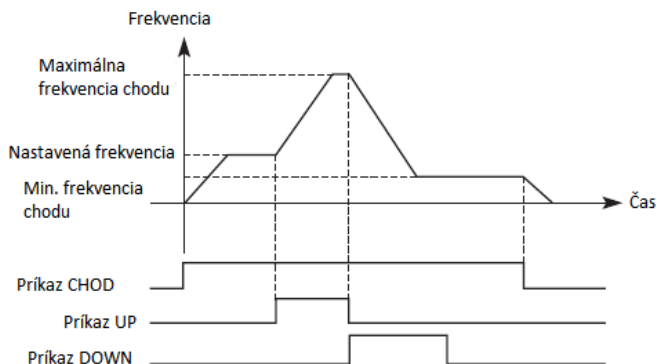 Frekvencia
Maximálna
frekvencia chodu
Nastavená frekvencia
Min. frekvencia
chodu
Čas
Príkaz CHOD
Príkaz UP
Príkaz DOWN